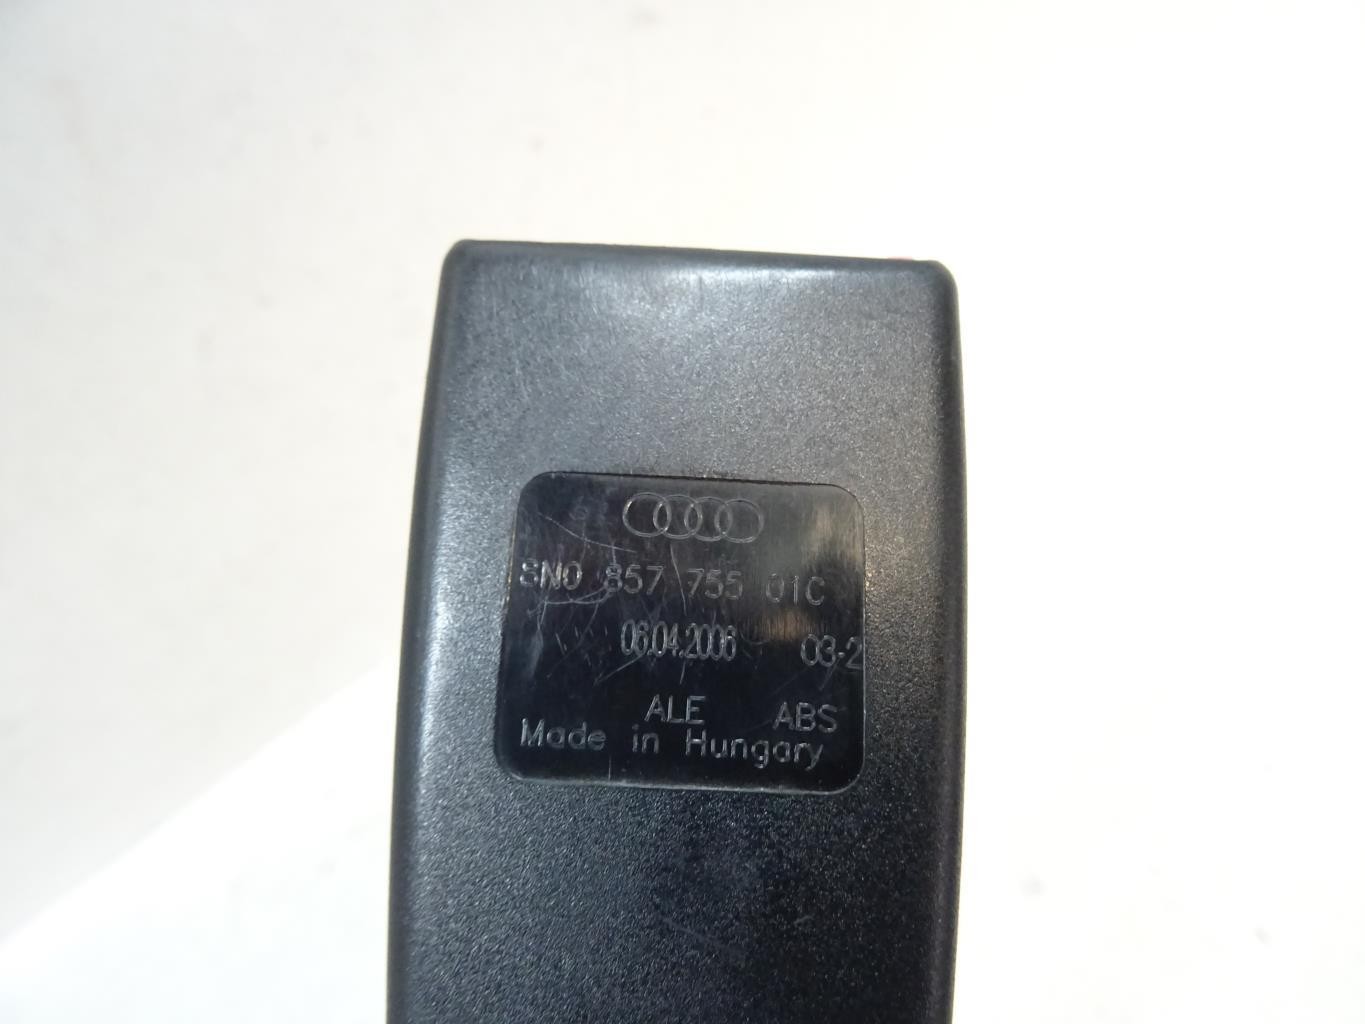 8N0 857 755 01C
06.04.2006 03-2
ALE ABS
Made in Hungary